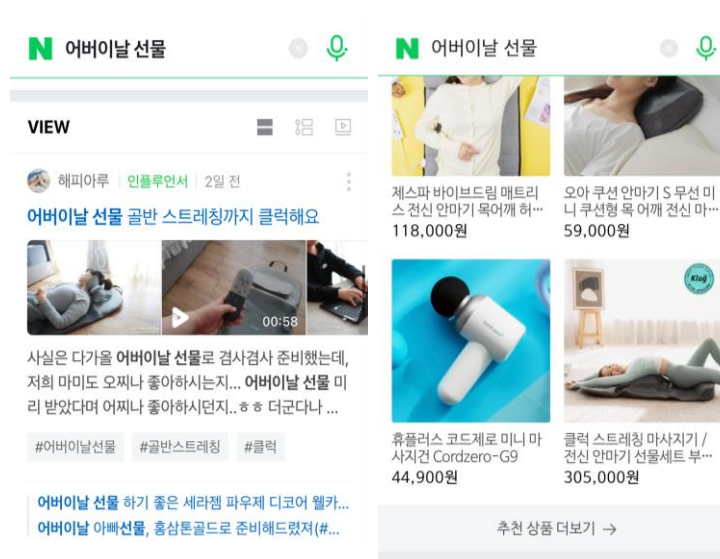 N 어버이날 선물
VIEW
해피아루 인플루언서 2일 전
어버이날 선물 골반 스트레칭까지 클럭해요
00:58
사실은 다가올 어버이날 선물로 겸사겸사 준비했는데,
저희 마미도 오찌나 좋아하시는지... 어버이날 선물 미
리 받았다며 어찌나 좋아하시던지..ㅎㅎ 더군다나 ...
#어버이날선물 #골반스트레칭 #클럭
어버이날 선물 하기 좋은 세라젬 파우제 디코어 웰카...
어버이날 아빠선물, 홍삼톤골드로 준비해드렸져(#...
N 어버이날 선물
제스파 바이브드림 매트리
스 전신 안마기 목어깨 허...
118,000원
오아 쿠션 안마기 S 무선 미
니 쿠션형 목 어깨 전신 마...
59,000원
Klug
휴플러스 코드제로 미니 마
사지건 Cordzero-G9
44,900원
클럭 스트레칭 마사지기 /
전신 안마기 선물세트 부...
305,000원
추천 상품 더보기 →